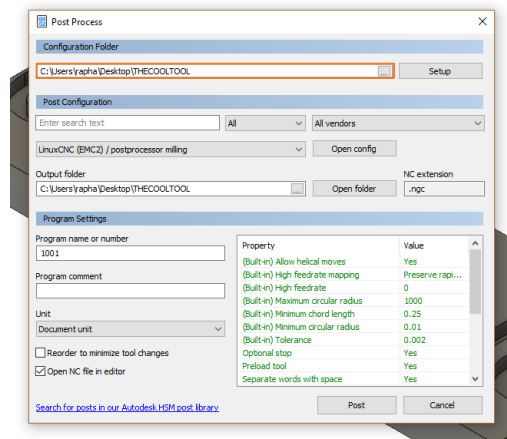 Post Process
Configuration Folder
C:\Users\rapha\Desktop\THECOOLTOOL ... Setup
Post Configuration
Enter search text All All vendors
LinuxCNC (EMC2) / postprocessor milling Open config
Output folder NC extension
C:\Users\rapha\Desktop\THECOOLTOOL ... Open folder .ngc
Program Settings
Program name or number
1001
Program comment
Unit
Document unit
Reorder to minimize tool changes
Open NC file in editor
Property Value
(Built-in) Allow helical moves Yes
(Built-in) High feedrate mapping Preserve rapi...
(Built-in) High feedrate 0
(Built-in) Maximum circular radius 1000
(Built-in) Minimum chord length 0.25
(Built-in) Minimum circular radius 0.01
(Built-in) Tolerance 0.002
Optional stop Yes
Preload tool Yes
Separate words with space Yes
Search for posts in our Autodesk HSM post library Post Cancel